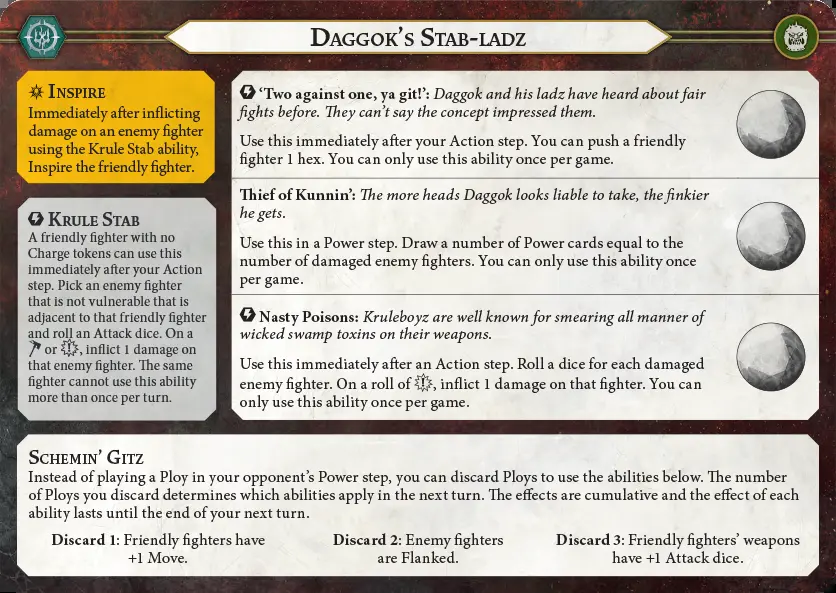 Daggok's Stab-ladz
Inspire
Immediately after inflicting
damage on an enemy fighter
using the Krule Stab ability,
Inspire the friendly fighter.
Krule Stab
A friendly fighter with no
Charge tokens can use this
immediately after your Action
step. Pick an enemy fighter
that is not vulnerable that is
adjacent to that friendly fighter
and roll an Attack dice. On a
or , inflict 1 damage on
that enemy fighter. The same
fighter cannot use this ability
more than once per turn.
'Two against one, ya git!': Daggok and his ladz have heard about fair
fights before. They can't say the concept impressed them.
Use this immediately after your Action step. You can push a friendly
fighter 1 hex. You can only use this ability once per game.
Thief of Kunnin': The more heads Daggok looks liable to take, the finkier
he gets.
Use this in a Power step. Draw a number of Power cards equal to the
number of damaged enemy fighters. You can only use this ability once
per game.
Nasty Poisons: Kruleboyz are well known for smearing all manner of
wicked swamp toxins on their weapons.
Use this immediately after an Action step. Roll a dice for each damaged
enemy fighter. On a roll of , inflict 1 damage on that fighter. You can
only use this ability once per game.
Schemin' Gitz
Instead of playing a Ploy in your opponent's Power step, you can discard Ploys to use the abilities below. The number
of Ploys you discard determines which abilities apply in the next turn. The effects are cumulative and the effect of each
ability lasts until the end of your next turn.
Discard 1: Friendly fighters have
+1 Move.
Discard 2: Enemy fighters
are Flanked.
Discard 3: Friendly fighters' weapons
have +1 Attack dice.